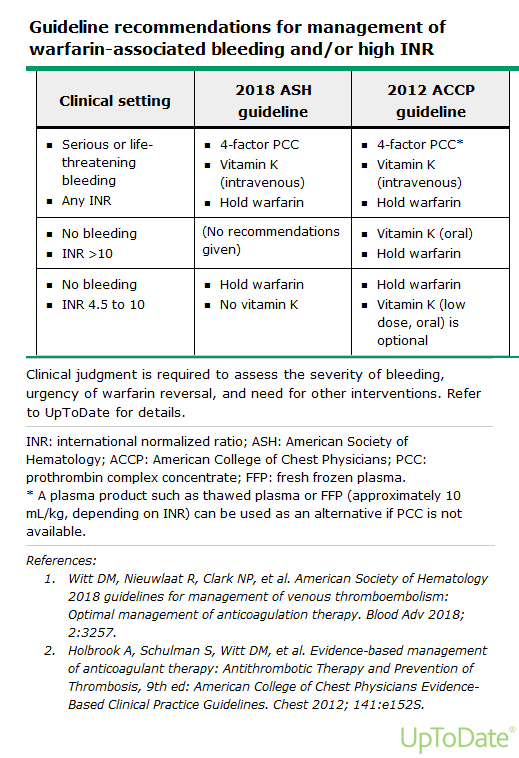 Guideline recommendations for management of
warfarin-associated bleeding and/or high INR
Clinical setting
2018 ASH
guideline
2012 ACCP
guideline
▪ Serious or life-
threatening
bleeding
▪ Any INR
▪ 4-factor PCC
▪ Vitamin K
(intravenous)
▪ Hold warfarin
▪ 4-factor PCC*
▪ Vitamin K
(intravenous)
▪ Hold warfarin
▪ No bleeding
▪ INR >10
(No recommendations
given)
▪ Vitamin K (oral)
▪ Hold warfarin
▪ No bleeding
▪ INR 4.5 to 10
▪ Hold warfarin
▪ No vitamin K
▪ Hold warfarin
▪ Vitamin K (low
dose, oral) is
optional
Clinical judgment is required to assess the severity of bleeding,
urgency of warfarin reversal, and need for other interventions. Refer
to UpToDate for details.
INR: international normalized ratio; ASH: American Society of
Hematology; ACCP: American College of Chest Physicians; PCC:
prothrombin complex concentrate; FFP: fresh frozen plasma.
* A plasma product such as thawed plasma or FFP (approximately 10
mL/kg, depending on INR) can be used as an alternative if PCC is not
available.
References:
1. Witt DM, Nieuwlaat R, Clark NP, et al. American Society of Hematology
2018 guidelines for management of venous thromboembolism:
Optimal management of anticoagulation therapy. Blood Adv 2018;
2:3257.
2. Holbrook A, Schulman S, Witt DM, et al. Evidence-based management
of anticoagulant therapy: Antithrombotic Therapy and Prevention of
Thrombosis, 9th ed: American College of Chest Physicians Evidence-
Based Clinical Practice Guidelines. Chest 2012; 141:e152S.
UpToDate®